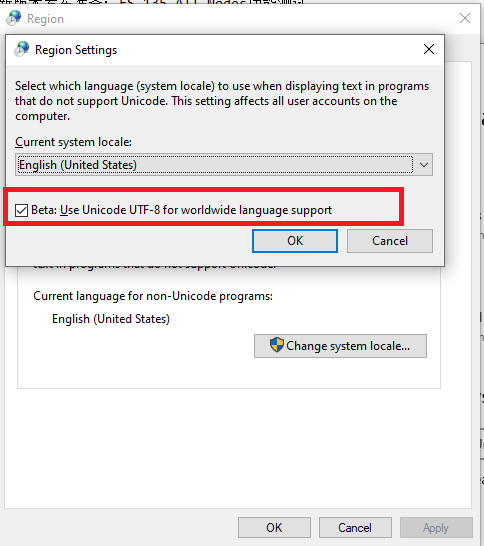 Region
Region Settings
Select which language (system locale) to use when displaying text in programs
that do not support Unicode. This setting affects all user accounts on the
computer.
Current system locale:
English (United States)
Beta: Use Unicode UTF-8 for worldwide language support
OK
Cancel
text in programs that do not support Unicode.
Current language for non-Unicode programs:
English (United States)
Change system locale...
OK
Cancel
Apply